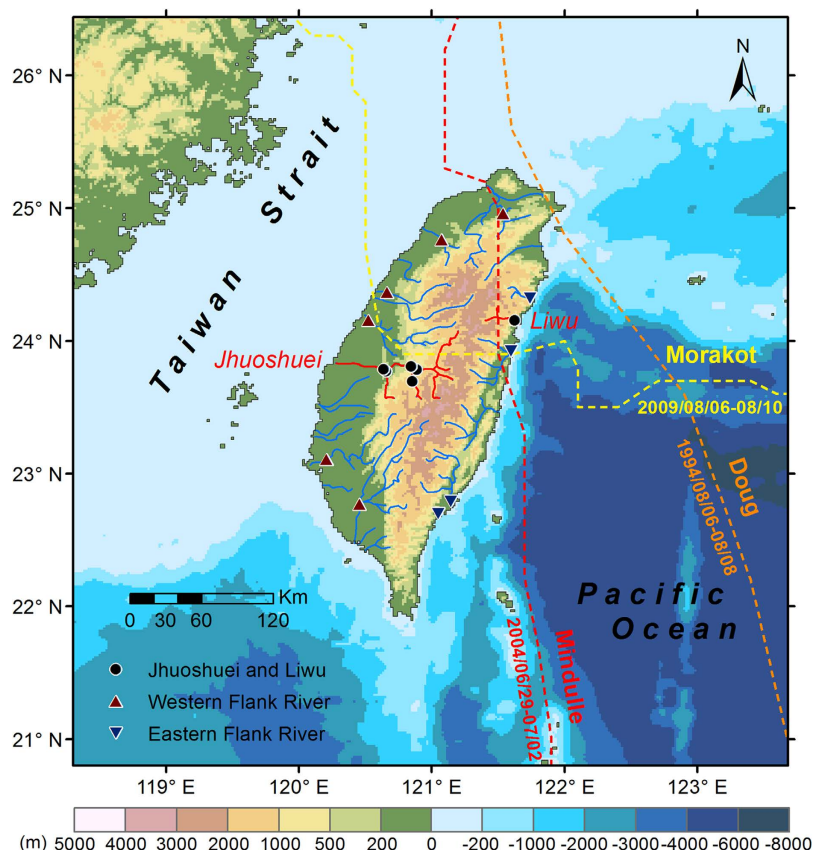 26° N
25° N
24° N
23° N
22° N
21° N
N
Taiwan Strait
Liwu
Jhuoshuei
Morakot
2009/08/06-08/10
Doug
1994/08/06-08/08
Pacific
Ocean
Mindulle
2004/06/29-07/02
Km
0 30 60 120
Jhuoshuei and Liwu
Western Flank River
Eastern Flank River
119° E 120° E 121° E 122° E 123° E
(m) 5000 4000 3000 2000 1000 500 200 0 -200 -1000 -2000 -3000 -4000 -6000 -8000